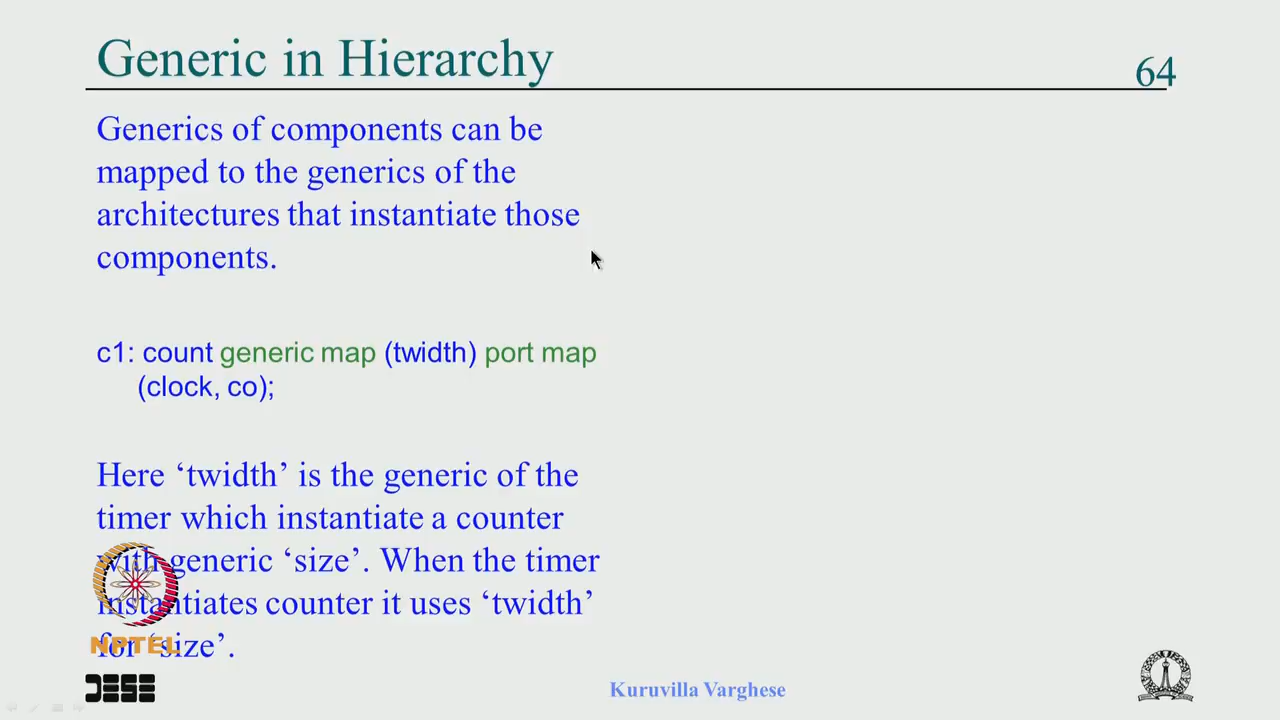 Generic in Hierarchy
64
Generics of components can be
mapped to the generics of the
architectures that instantiate those
components.
c1: count generic map (twidth) port map
(clock, co);
Here ‘twidth’ is the generic of the
timer which instantiate a counter
with generic ‘size’. When the timer
instantiates counter it uses ‘twidth’
for ‘size’.
NPTEL
DESE
Kuruvilla Varghese